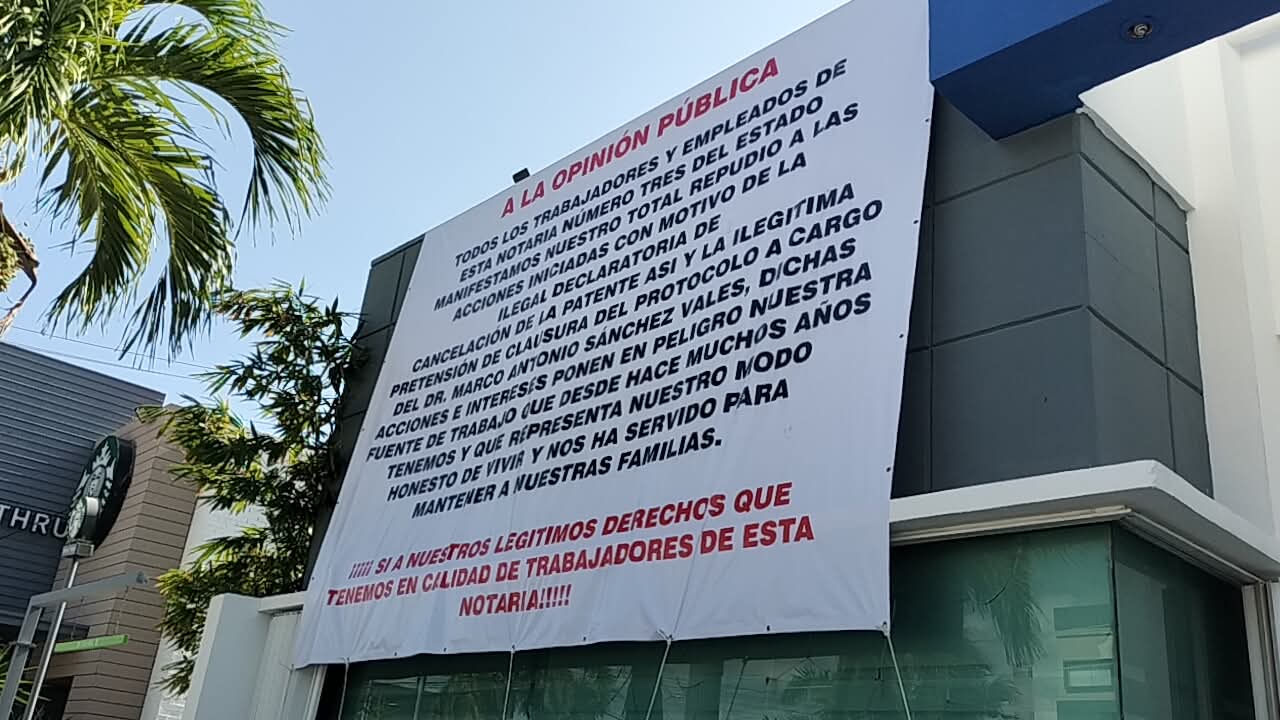 A LA OPINIÓN PÚBLICA
TODOS LOS TRABAJADORES Y EMPLEADOS DE
ESTA NOTARIA NÚMERO TRES DEL ESTADO
MANIFESTAMOS NUESTRO TOTAL REPUDIO A LAS
ACCIONES INICIADAS CON MOTIVO DE LA
ILEGAL DECLARATORIA DE
CANCELACIÓN DE LA PATENTE ASI Y LA ILEGITIMA
PRETENSIÓN DE CLAUSURA DEL PROTOCOLO A CARGO
DEL DR. MARCO ANTONIO SÁNCHEZ VALES, DICHAS
ACCIONES E INTERESES PONEN EN PELIGRO NUESTRA
FUENTE DE TRABAJO QUE DESDE HACE MUCHOS AÑOS
TENEMOS Y QUE REPRESENTA NUESTRO MODO
HONESTO DE VIVIR Y NOS HA SERVIDO PARA
MANTENER A NUESTRAS FAMILIAS.
¡¡¡¡¡ SI A NUESTROS LEGITIMOS DERECHOS QUE
TENEMOS EN CALIDAD DE TRABAJADORES DE ESTA
NOTARIA!!!!!
THRU